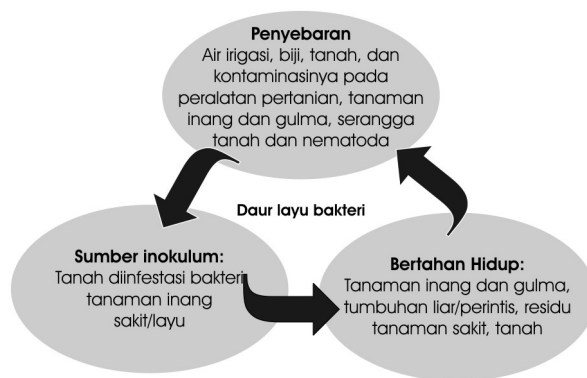 Penyebaran
Air irigasi, biji, tanah, dan
kontaminasinya pada
peralatan pertanian, tanaman
inang dan gulma, serangga
tanah dan nematoda
Daur layu bakteri
Sumber inokulum:
Tanah diinfestasi bakteri
tanaman inang
sakit/layu
Bertahan Hidup:
Tanaman inang dan gulma,
tumbuhan liar/perintis, residu
tanaman sakit, tanah